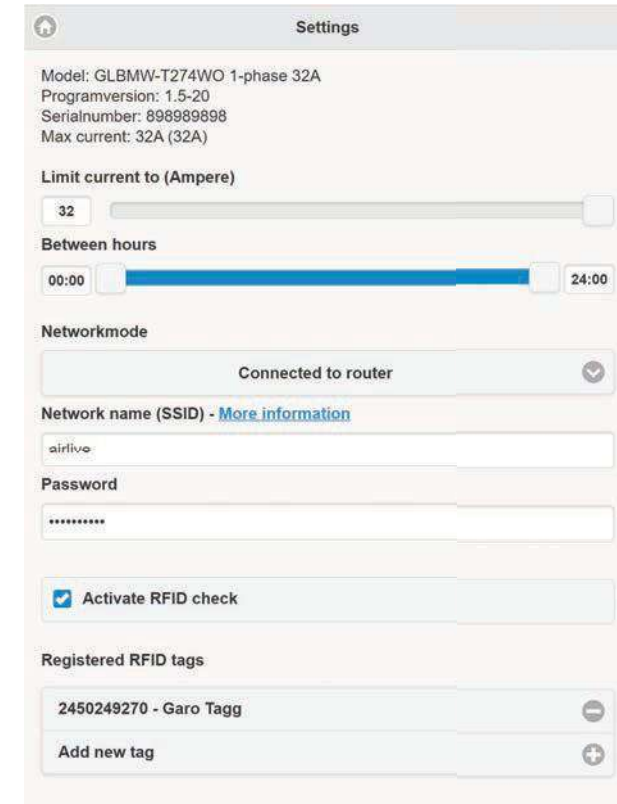 Settings
Model: GLBMW-T274WO 1-phase 32A
Programversion: 1.5-20
Serialnumber: 898989898
Max current: 32A (32A)
Limit current to (Ampere)
32
Between hours
00:00 24:00
Networkmode
Connected to router
Network name (SSID) - More information
airlive
Password
••••••••••
Activate RFID check
Registered RFID tags
2450249270 - Garo Tagg
Add new tag